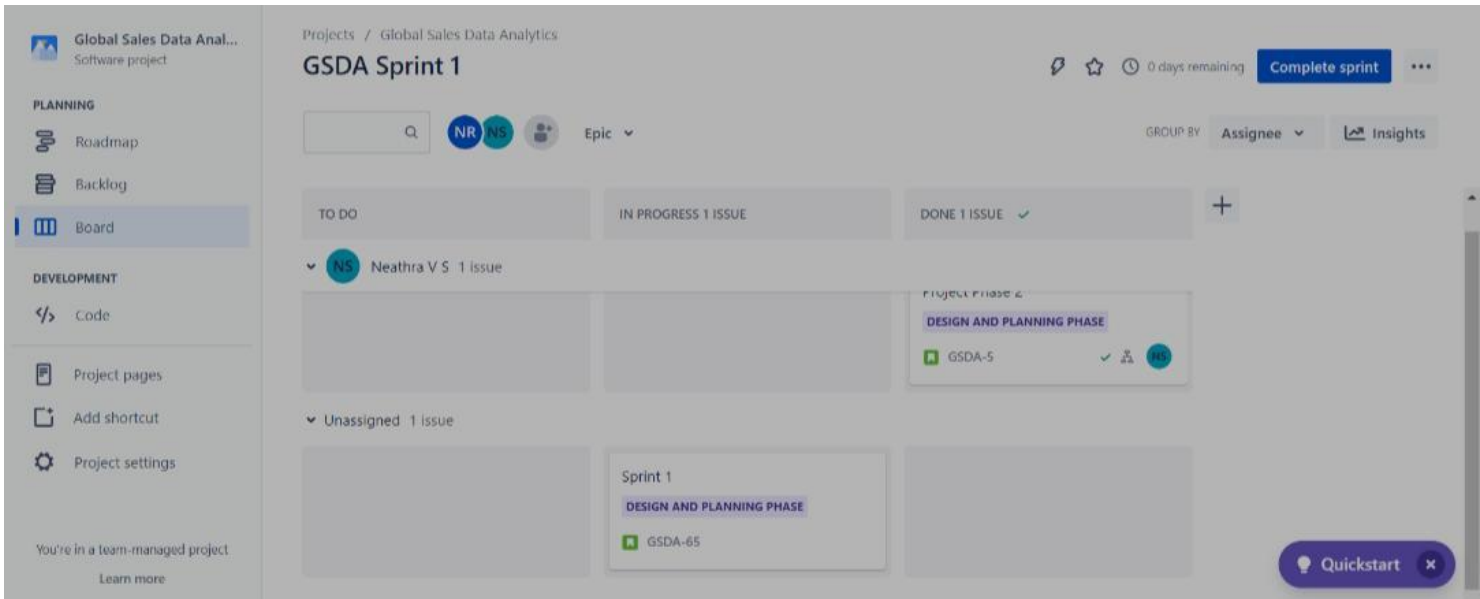 Global Sales Data Anal...
Software project
PLANNING
Roadmap
Backlog
Board
DEVELOPMENT
</> Code
Project pages
Add shortcut
Project settings
You're in a team-managed project
Learn more
Projects / Global Sales Data Analytics
GSDA Sprint 1
0 days remaining
Complete sprint
NR NS
Epic
GROUP BY Assignee
Insights
TO DO
IN PROGRESS 1 ISSUE
DONE 1 ISSUE
NS Neathra V S 1 issue
Project Phase 2
DESIGN AND PLANNING PHASE
GSDA-5
NS
Unassigned 1 issue
Sprint 1
DESIGN AND PLANNING PHASE
GSDA-65
Quickstart